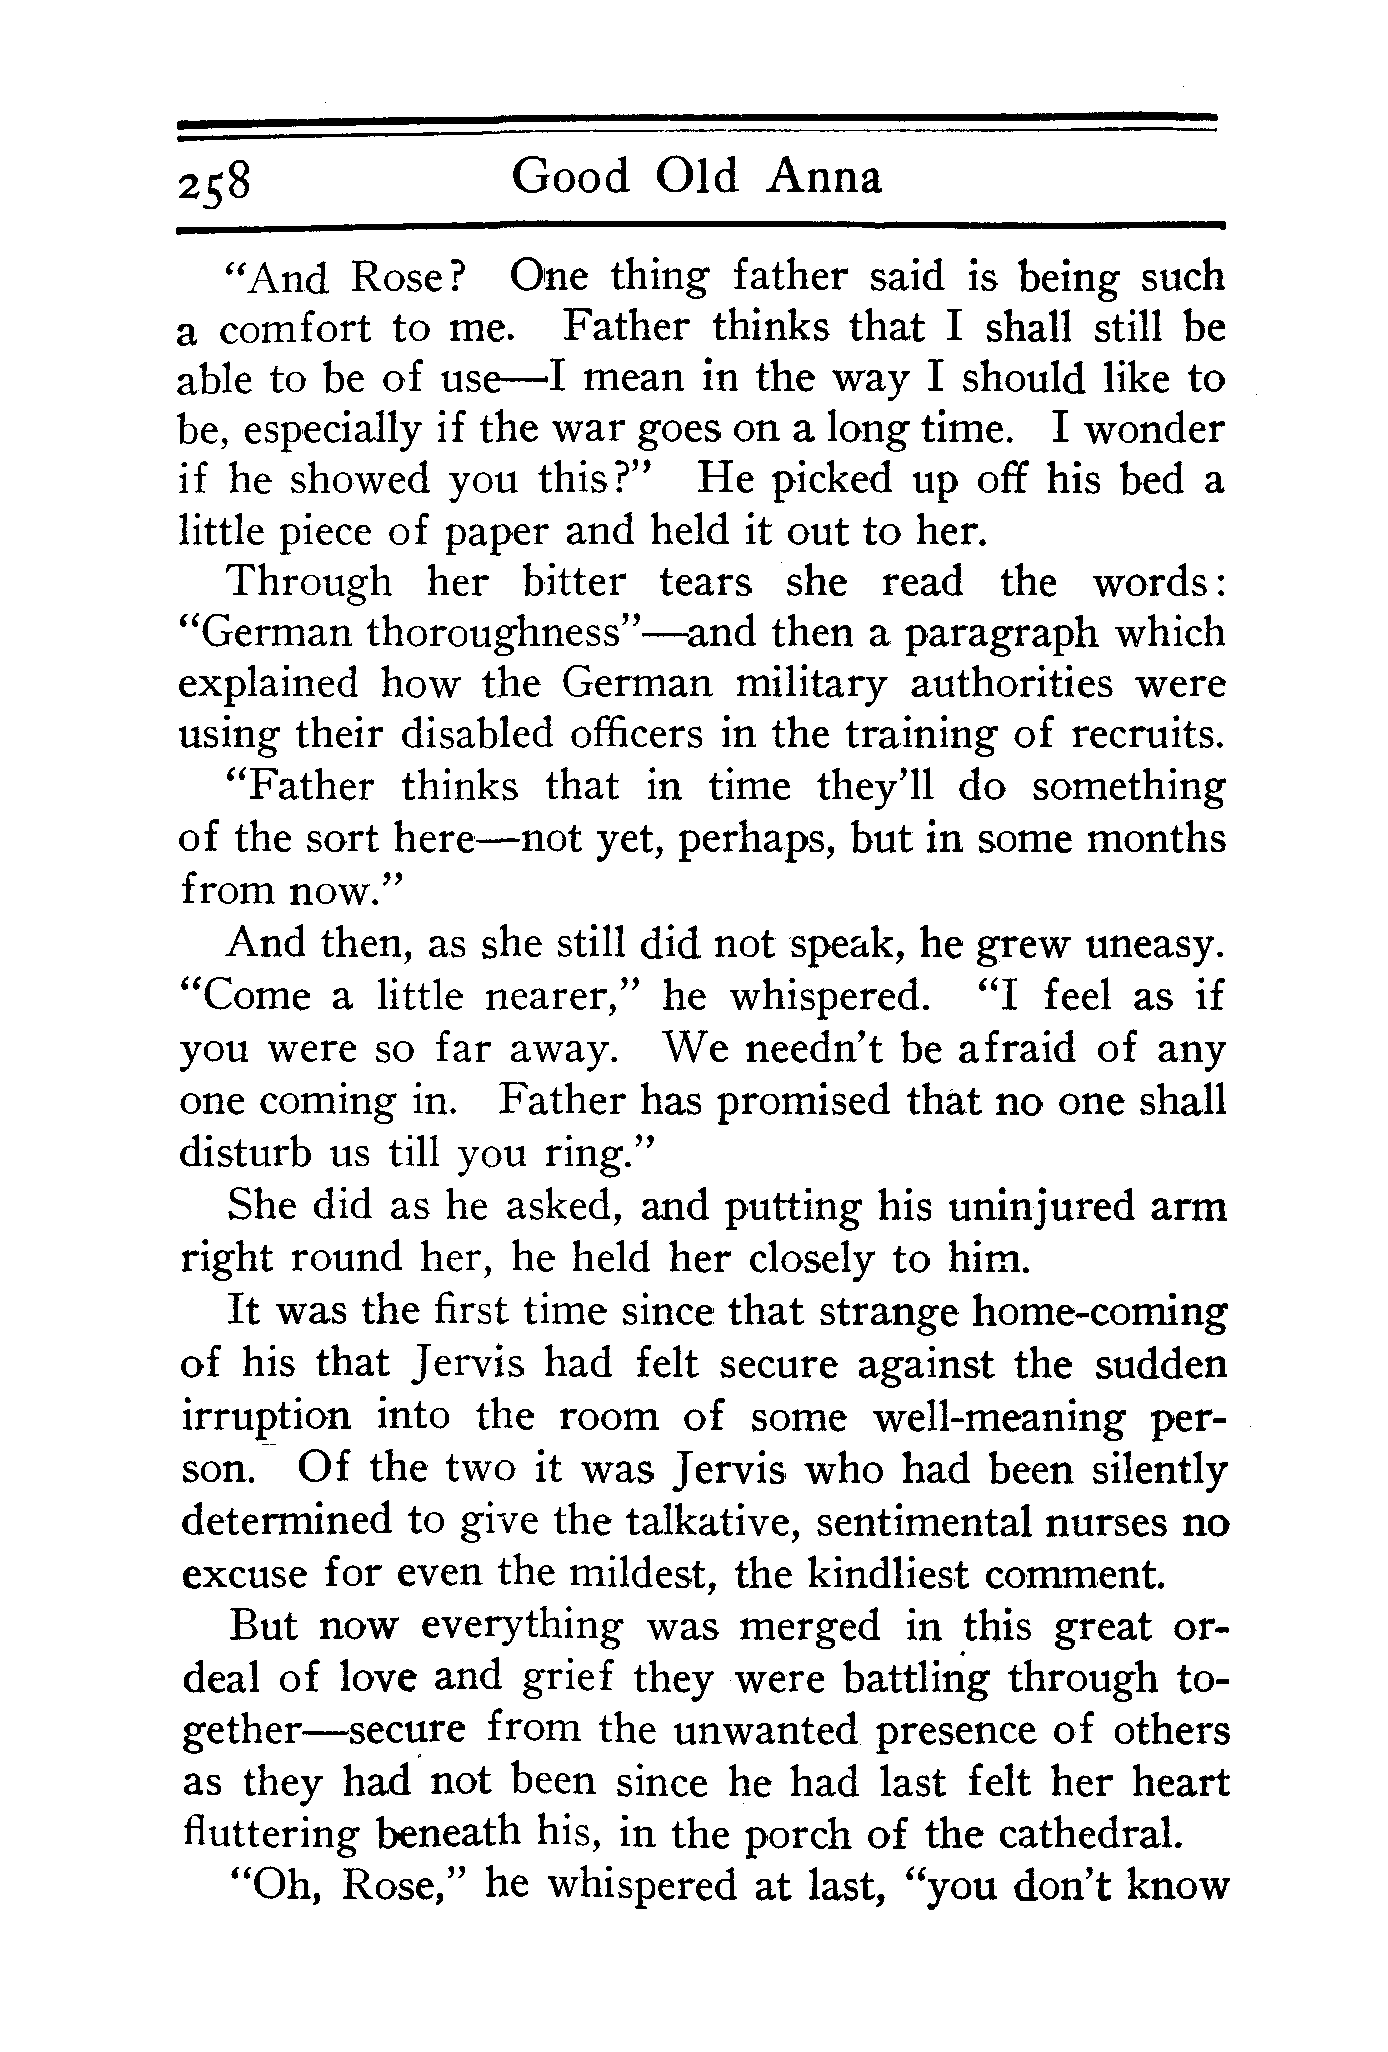 258 Good Old Anna
“And Rose? One thing father said is being such
a comfort to me. Father thinks that I shall still be
able to be of use—I mean in the way I should like to
be, especially if the war goes on a long time. I wonder
if he showed you this?” He picked up off his bed a
little piece of paper and held it out to her.
Through her bitter tears she read the words:
“German thoroughness”—and then a paragraph which
explained how the German military authorities were
using their disabled officers in the training of recruits.
“Father thinks that in time they’ll do something
of the sort here—not yet, perhaps, but in some months
from now.”
And then, as she still did not speak, he grew uneasy.
“Come a little nearer,” he whispered. “I feel as if
you were so far away. We needn’t be afraid of any
one coming in. Father has promised that no one shall
disturb us till you ring.”
She did as he asked, and putting his uninjured arm
right round her, he held her closely to him.
It was the first time since that strange home-coming
of his that Jervis had felt secure against the sudden
irruption into the room of some well-meaning per-
son. Of the two it was Jervis who had been silently
determined to give the talkative, sentimental nurses no
excuse for even the mildest, the kindliest comment.
But now everything was merged in this great or-
deal of love and grief they were battling through to-
gether—secure from the unwanted presence of others
as they had not been since he had last felt her heart
fluttering beneath his, in the porch of the cathedral.
“Oh, Rose,” he whispered at last, “you don’t know